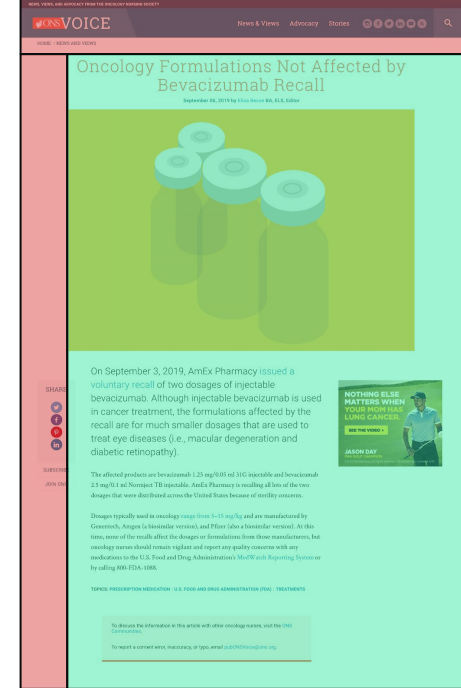 NEWS, VIEWS, AND ADVOCACY FROM THE ONCOLOGY NURSING SOCIETY
ONS VOICE
News & Views Advocacy Stories
HOME > NEWS AND VIEWS
Oncology Formulations Not Affected by
Bevacizumab Recall
September 06, 2019 by Elisa Becze BA, ELS, Editor
On September 3, 2019, AmEx Pharmacy issued a
voluntary recall of two dosages of injectable
bevacizumab. Although injectable bevacizumab is used
in cancer treatment, the formulations affected by the
recall are for much smaller dosages that are used to
treat eye diseases (i.e., macular degeneration and
diabetic retinopathy).
SHARE
SUBSCRIBE
JOIN ONS
NOTHING ELSE
MATTERS WHEN
YOUR MOM HAS
LUNG CANCER.
SEE THE VIDEO
JASON DAY
The affected products are bevacizumab 1.25 mg/0.05 ml 31G injectable and bevacizumab
2.5 mg/0.1 ml Normject TB injectable. AmEx Pharmacy is recalling all lots of the two
dosages that were distributed across the United States because of sterility concerns.
Dosages typically used in oncology range from 5–15 mg/kg and are manufactured by
Genentech, Amgen (a biosimilar version), and Pfizer (also a biosimilar version). At this
time, none of the recalls affect the dosages or formulations from those manufacturers, but
oncology nurses should remain vigilant and report any quality concerns with any
medications to the U.S. Food and Drug Administration's MedWatch Reporting System or
by calling 800-FDA-1088.
TOPICS: PRESCRIPTION MEDICATION | U.S. FOOD AND DRUG ADMINISTRATION (FDA) | TREATMENTS
To discuss the information in this article with other oncology nurses, visit the ONS
Communities.
To report a content error, inaccuracy, or typo, email pubONSVoice@ons.org.